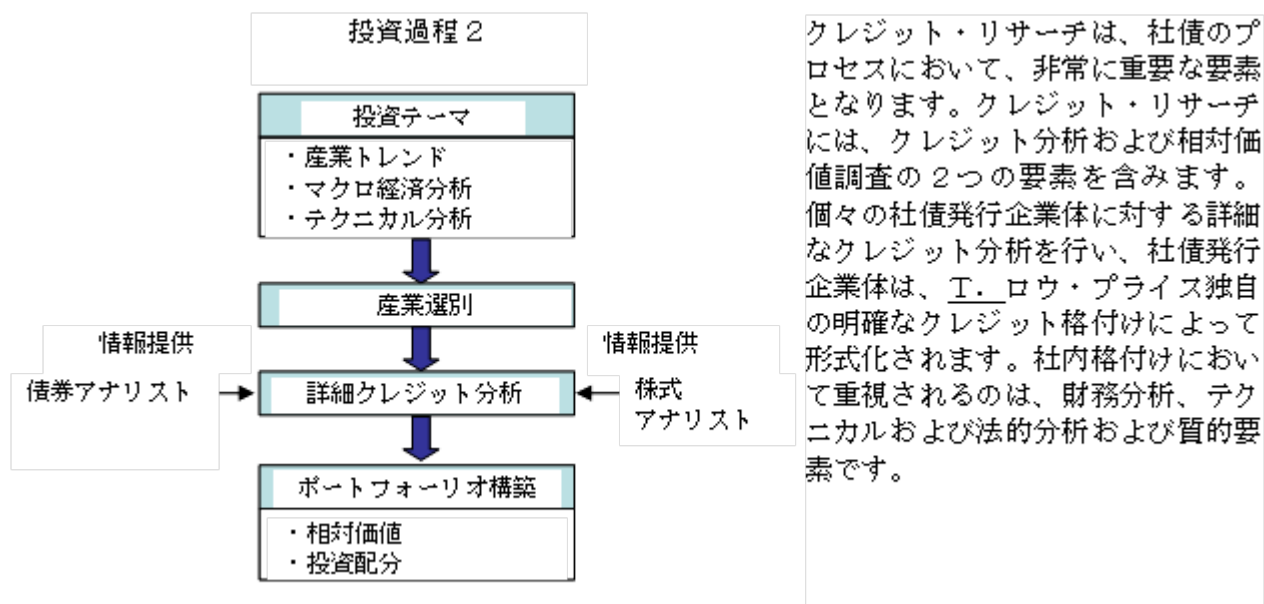 投資過程２
投資テーマ
・産業トレンド
・マクロ経済分析
・テクニカル分析
産業選別
情報提供
債券アナリスト
詳細クレジット分析
情報提供
株式
アナリスト
ポートフォーリオ構築
・相対価値
・投資配分
クレジット・リサーチは、社債のプ
ロセスにおいて、非常に重要な要素
となります。クレジット・リサーチ
には、クレジット分析および相対価
値調査の２つの要素を含みます。
個々の社債発行企業体に対する詳細
なクレジット分析を行い、社債発行
企業体は、T. ロウ・プライス独自
の明確なクレジット格付けによって
形式化されます。社内格付けにおい
て重視されるのは、財務分析、テク
ニカルおよび法的分析および質的要
素です。